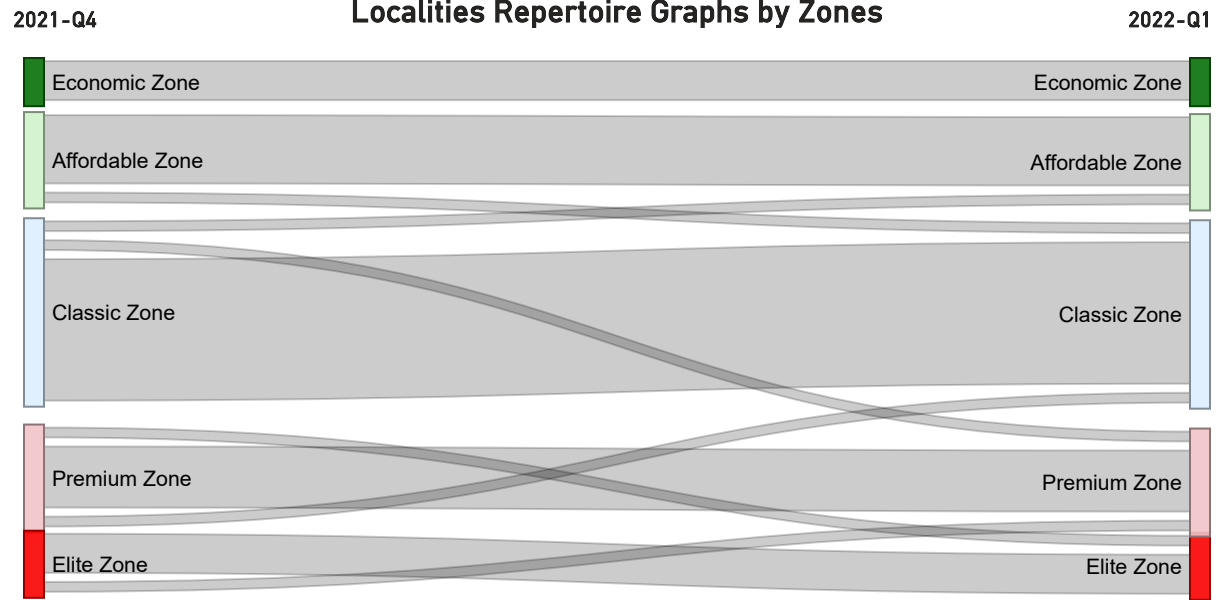 Localities Repertoire Graphs by Zones
2021-Q4 2022-Q1
Economic Zone Economic Zone
Affordable Zone Affordable Zone
Classic Zone Classic Zone
Premium Zone Premium Zone
Elite Zone Elite Zone